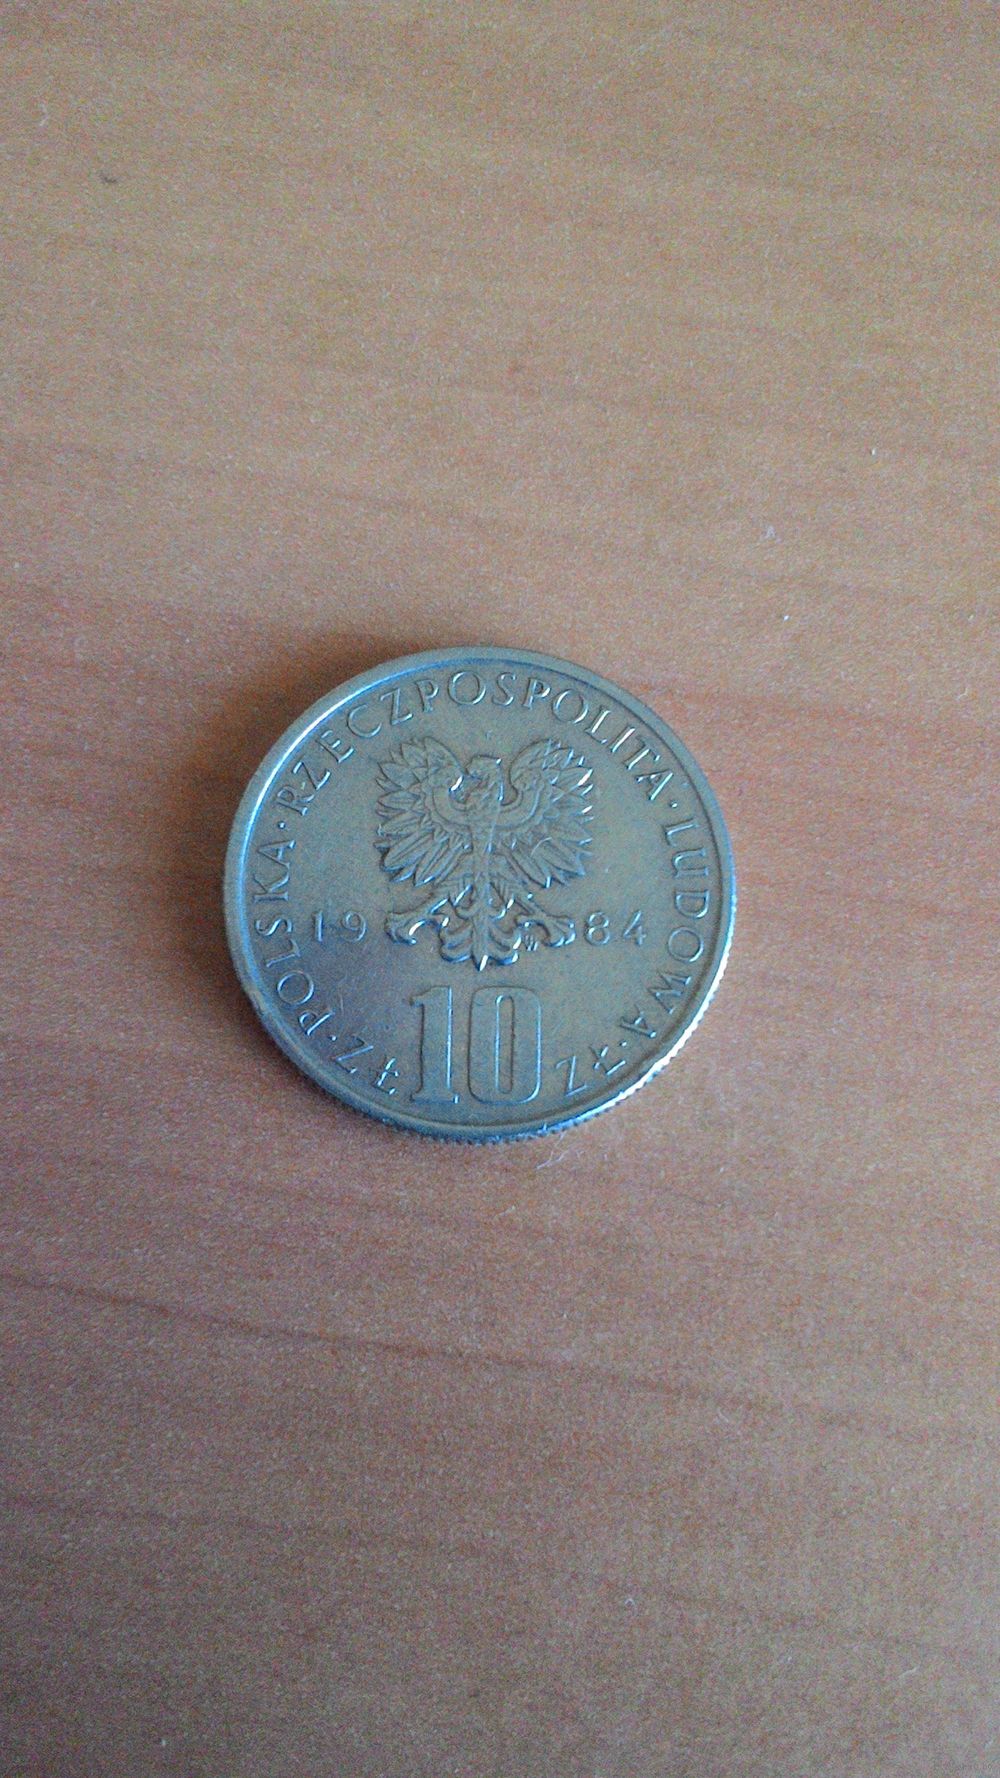 POLSKA · RZECZPOSPOLITA · LUDOWA
1984
ZŁ 10 ZŁ